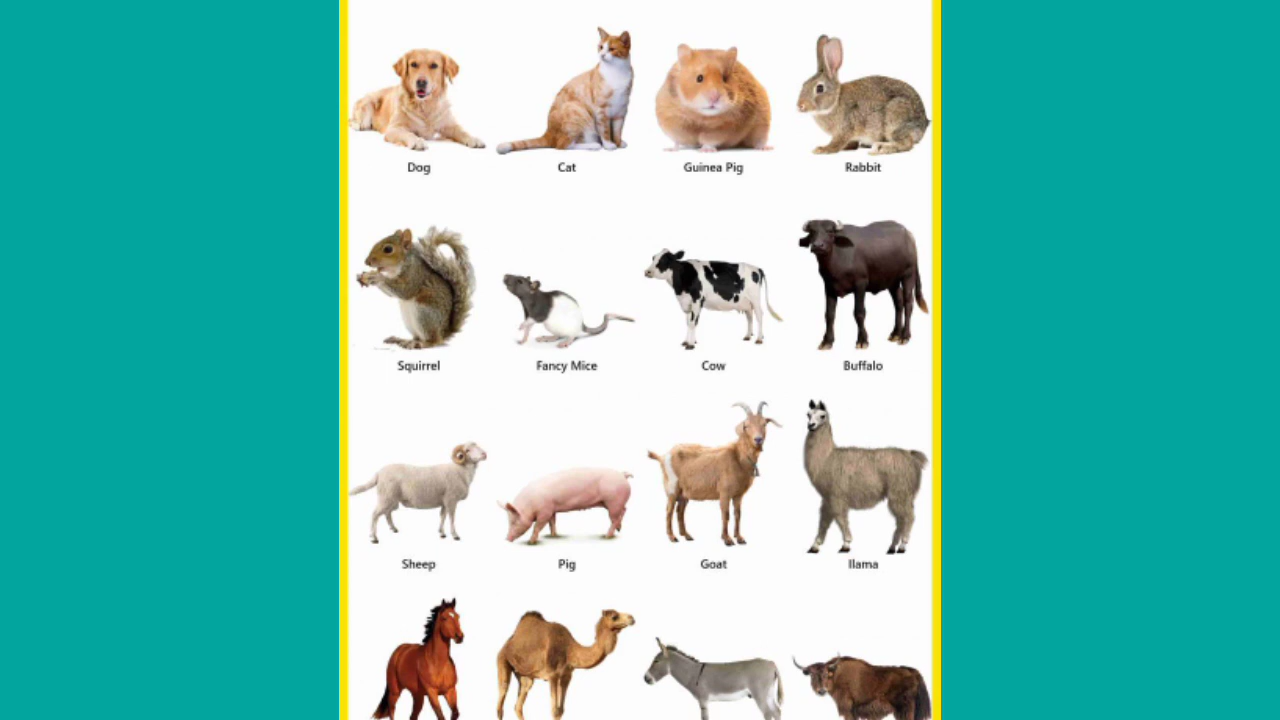 Dog
Cat
Guinea Pig
Rabbit
Squirrel
Fancy Mice
Cow
Buffalo
Sheep
Pig
Goat
llama